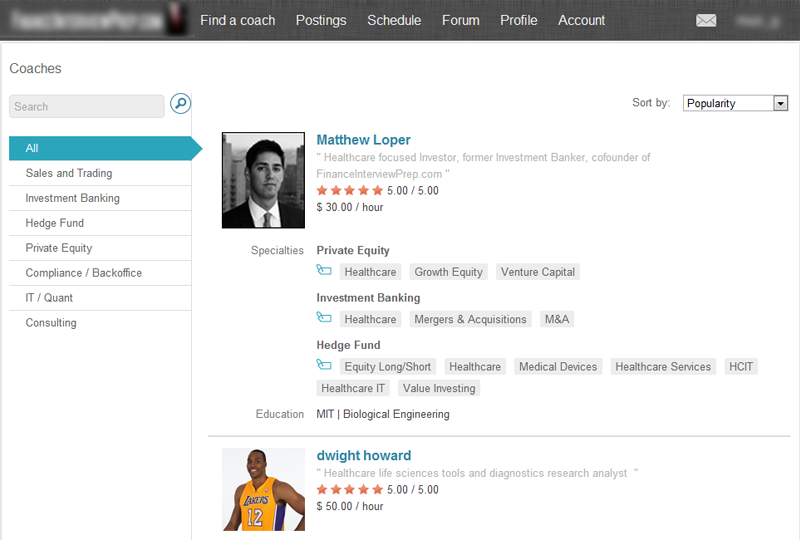 Find a coach Postings Schedule Forum Profile Account
Coaches
Search
Sort by: Popularity
All
Sales and Trading
Investment Banking
Hedge Fund
Private Equity
Compliance / Backoffice
IT / Quant
Consulting
Matthew Loper
" Healthcare focused Investor, former Investment Banker, cofounder of
FinanceInterviewPrep.com "
5.00 / 5.00
$ 30.00 / hour
Specialties Private Equity
Healthcare Growth Equity Venture Capital
Investment Banking
Healthcare Mergers & Acquisitions M&A
Hedge Fund
Equity Long/Short Healthcare Medical Devices Healthcare Services HCIT
Healthcare IT Value Investing
Education MIT | Biological Engineering
dwight howard
" Healthcare life sciences tools and diagnostics research analyst "
5.00 / 5.00
$ 50.00 / hour
LAKERS
12